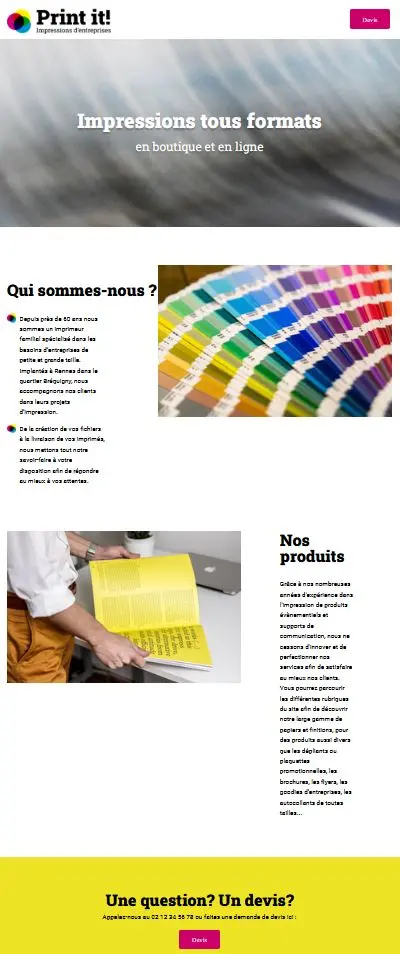 Print it!
Impressions d'entreprises
Devis
Impressions tous formats
en boutique et en ligne
Qui sommes-nous ?
Depuis près de 60 ans nous
sommes un imprimeur
familial spécialisé dans les
besoins d'entreprises de
petite et grande taille.
Implantés à Rennes dans le
quartier Bréquigny, nous
accompagnons nos clients
dans leurs projets
d'impression.
De la création de vos fichiers
à la livraison de vos imprimés,
nous mettons tout notre
savoir-faire à votre
disposition afin de répondre
au mieux à vos attentes.
Nos
produits
Grâce à nos nombreuses
années d'expérience dans
l'impression de produits
évènementiels et
supports de
communication, nous ne
cessons d'innover et de
perfectionner nos
services afin de satisfaire
au mieux nos clients.
Vous pourrez parcourir
les différentes rubriques
du site afin de découvrir
notre large gamme de
papiers et finitions, pour
des produits aussi divers
que les dépliants ou
plaquettes
promotionnelles, les
brochures, les flyers, les
goodies d'entreprises, les
autocollants de toutes
tailles...
Une question? Un devis?
Appelez-nous au 02 12 34 56 78 ou faites une demande de devis ici :
Devis